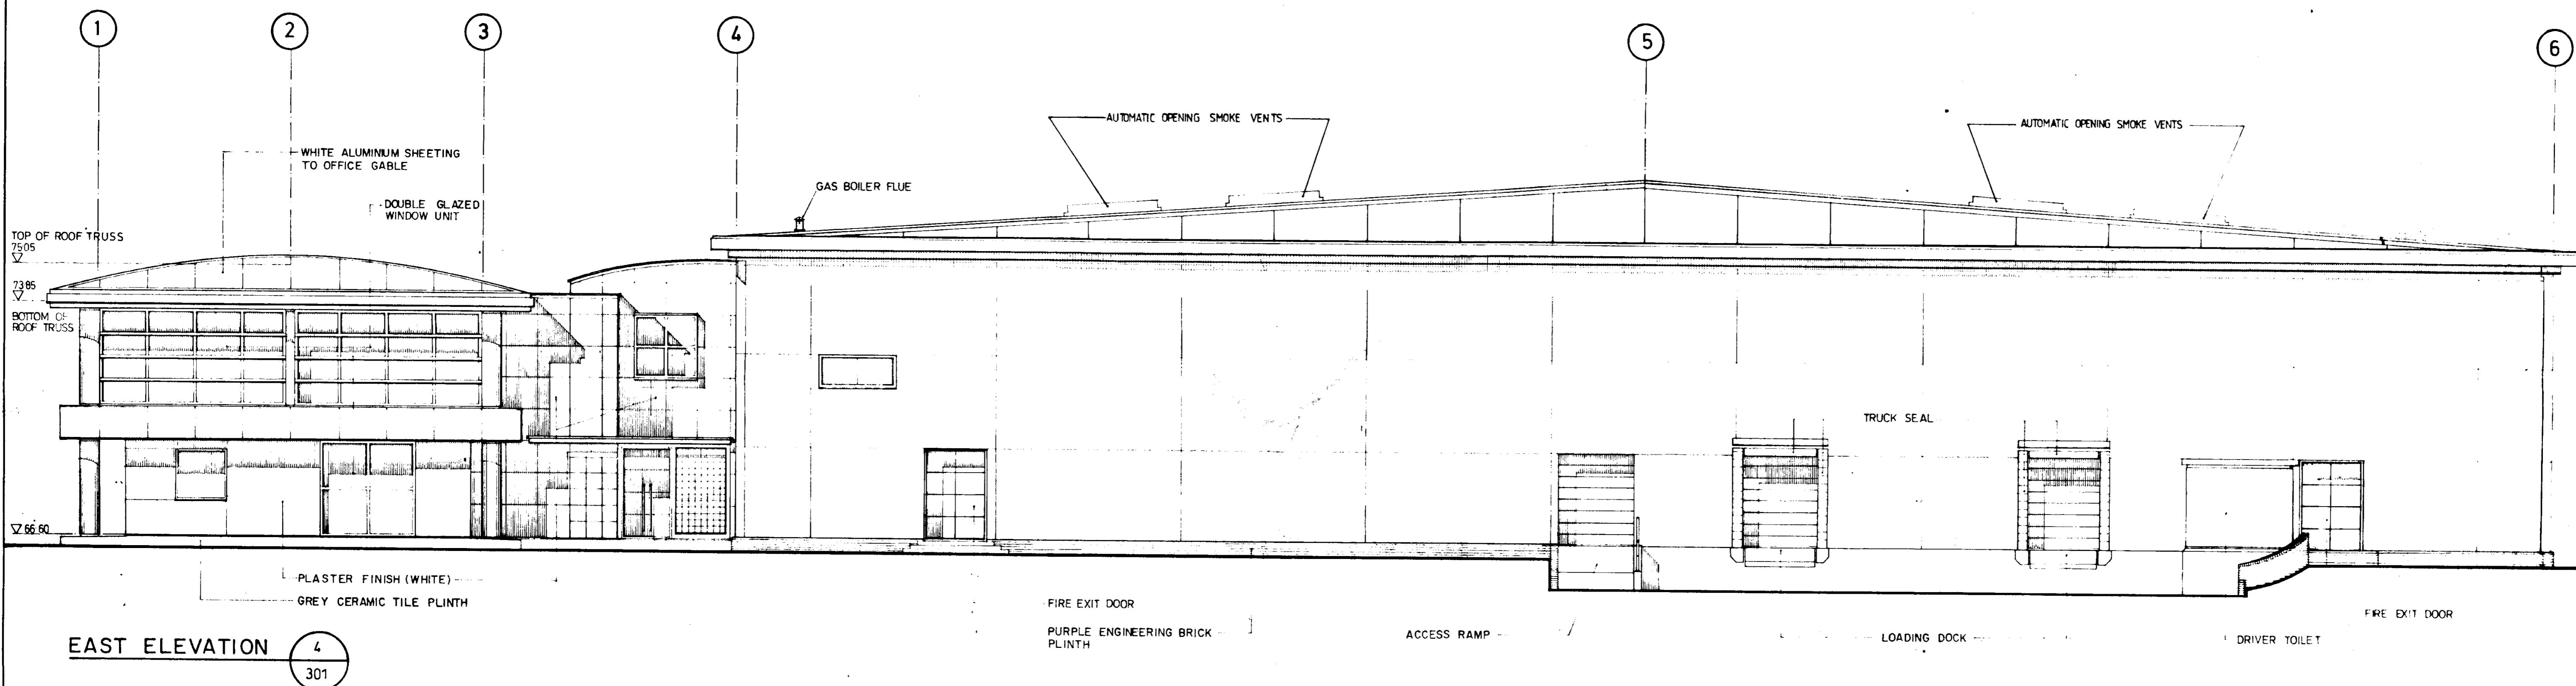 1
2
3
4
5
6
AUTOMATIC OPENING SMOKE VENTS
AUTOMATIC OPENING SMOKE VENTS
WHITE ALUMINIUM SHEETING
TO OFFICE GABLE
GAS BOILER FLUE
DOUBLE GLAZED
WINDOW UNIT
TOP OF ROOF TRUSS
7505
7385
BOTTOM OF
ROOF TRUSS
TRUCK SEAL
66.60
PLASTER FINISH (WHITE)
GREY CERAMIC TILE PLINTH
FIRE EXIT DOOR
PURPLE ENGINEERING BRICK
PLINTH
ACCESS RAMP
LOADING DOCK
DRIVER TOILET
FIRE EXIT DOOR
EAST ELEVATION
4
301